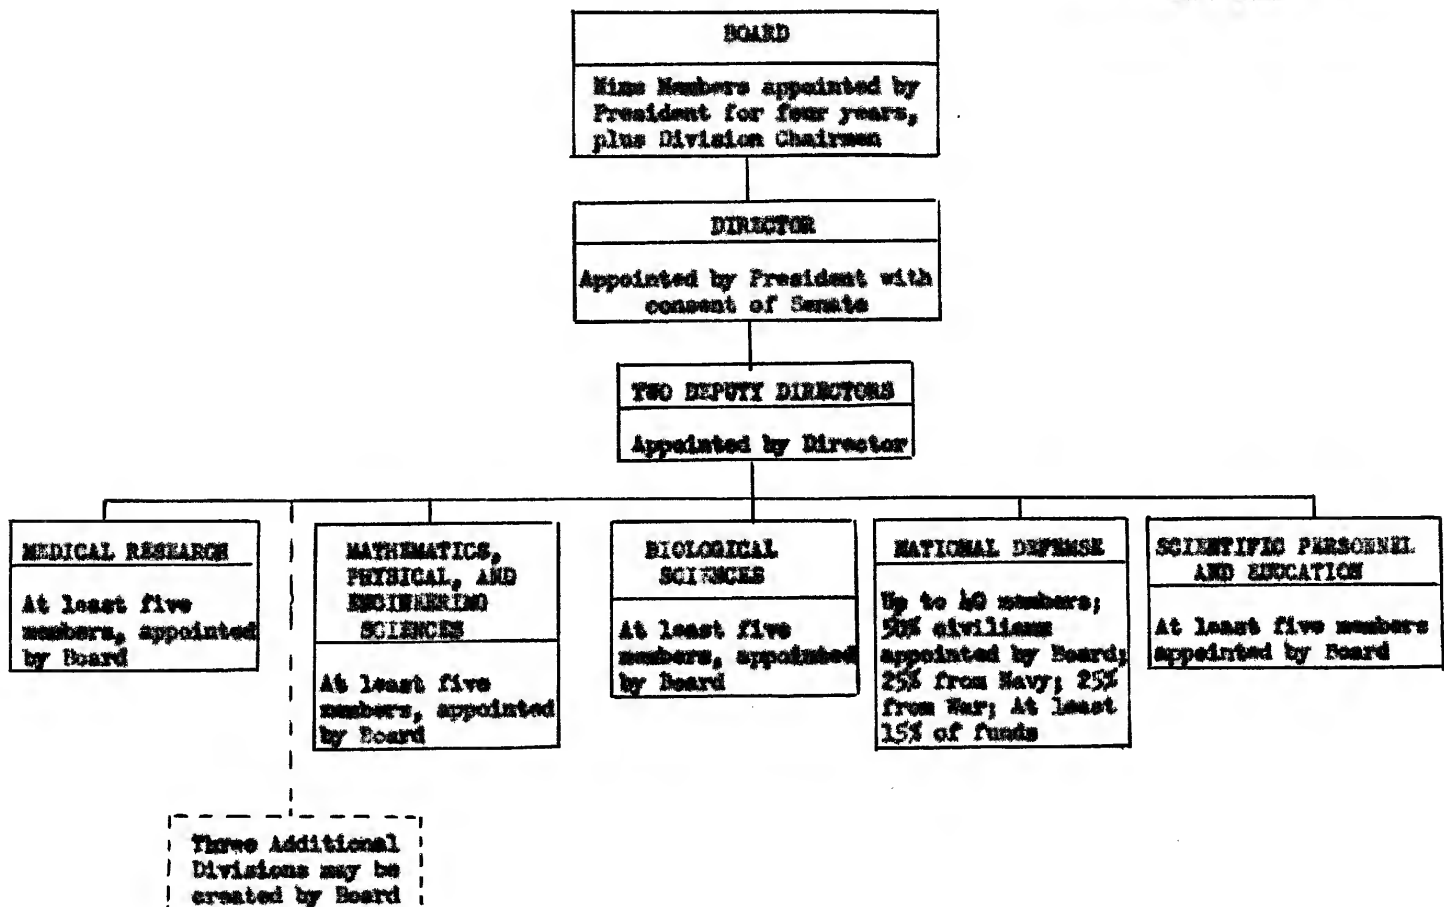 BOARD
Nine Members appointed by
President for four years,
plus Division Chairmen
DIRECTOR
Appointed by President with
consent of Senate
TWO DEPUTY DIRECTORS
Appointed by Director
MEDICAL RESEARCH
At least five
members, appointed
by Board
MATHEMATICS,
PHYSICAL, AND
ENGINEERING
SCIENCES
At least five
members, appointed
by Board
BIOLOGICAL
SCIENCES
At least five
members, appointed
by Board
NATIONAL DEFENSE
Up to 40 members;
50% civilians
appointed by Board;
25% from Navy; 25%
from War; At least
15% of funds
SCIENTIFIC PERSONNEL
AND EDUCATION
At least five members
appointed by Board
Three Additional
Divisions may be
created by Board